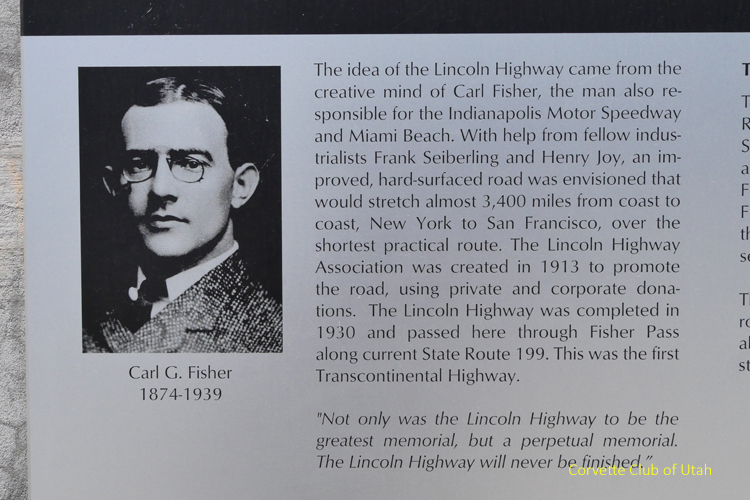 The idea of the Lincoln Highway came from the
creative mind of Carl Fisher, the man also re-
sponsible for the Indianapolis Motor Speedway
and Miami Beach. With help from fellow indus-
trialists Frank Seiberling and Henry Joy, an im-
proved, hard-surfaced road was envisioned that
would stretch almost 3,400 miles from coast to
coast, New York to San Francisco, over the
shortest practical route. The Lincoln Highway
Association was created in 1913 to promote
the road, using private and corporate dona-
tions. The Lincoln Highway was completed in
1930 and passed here through Fisher Pass
along current State Route 199. This was the first
Transcontinental Highway.
"Not only was the Lincoln Highway to be the
greatest memorial, but a perpetual memorial.
The Lincoln Highway will never be finished."
Carl G. Fisher
1874-1939
Corvette Club of Utah